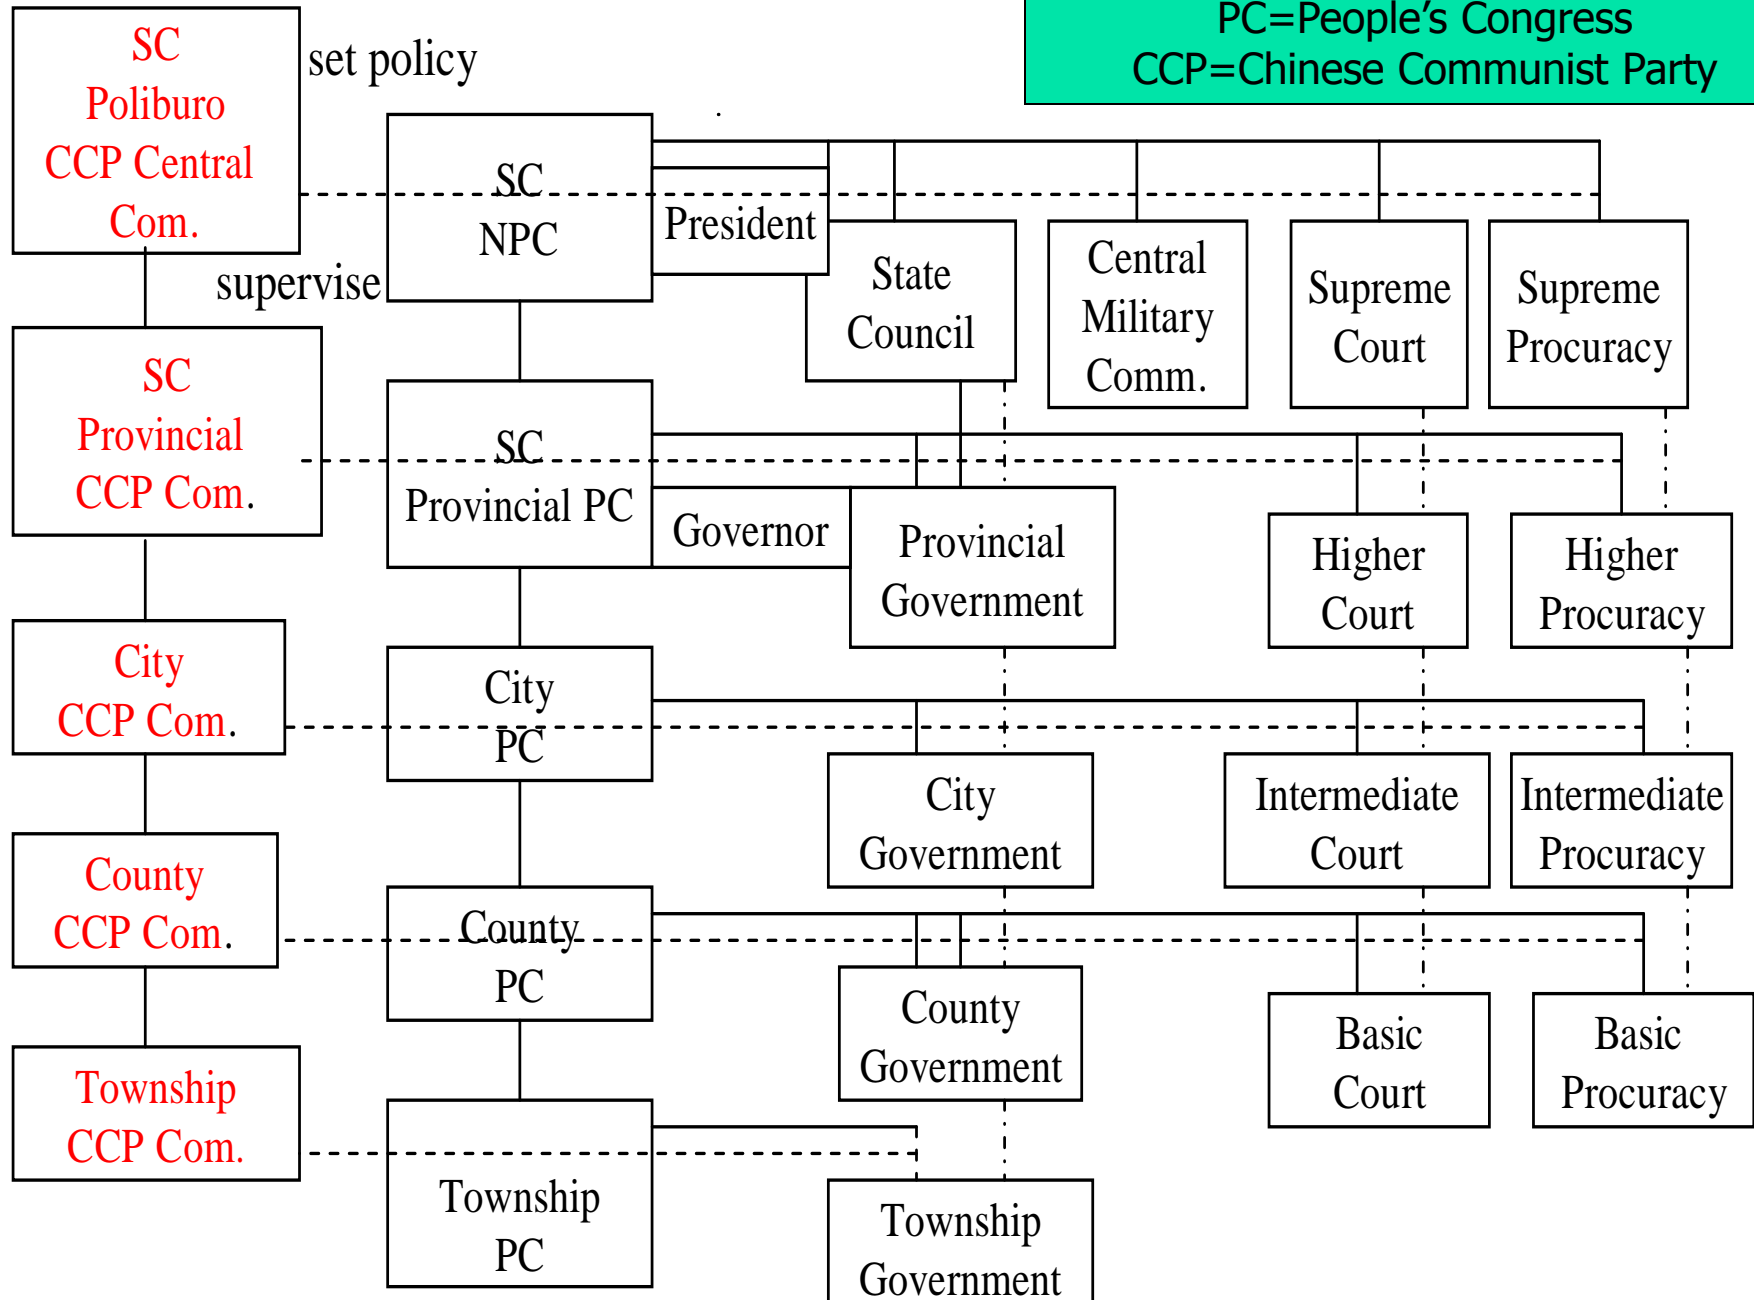 PC=People's Congress
CCP=Chinese Communist Party
SC
Poliburo
CCP Central
Com.
set policy
supervise
SC
NPC
President
State
Council
Central
Military
Comm.
Supreme
Court
Supreme
Procuracy
SC
Provincial
CCP Com.
SC
Provincial PC
Governor
Provincial
Government
Higher
Court
Higher
Procuracy
City
CCP Com.
City
PC
City
Government
Intermediate
Court
Intermediate
Procuracy
County
CCP Com.
County
PC
County
Government
Basic
Court
Basic
Procuracy
Township
CCP Com.
Township
PC
Township
Government